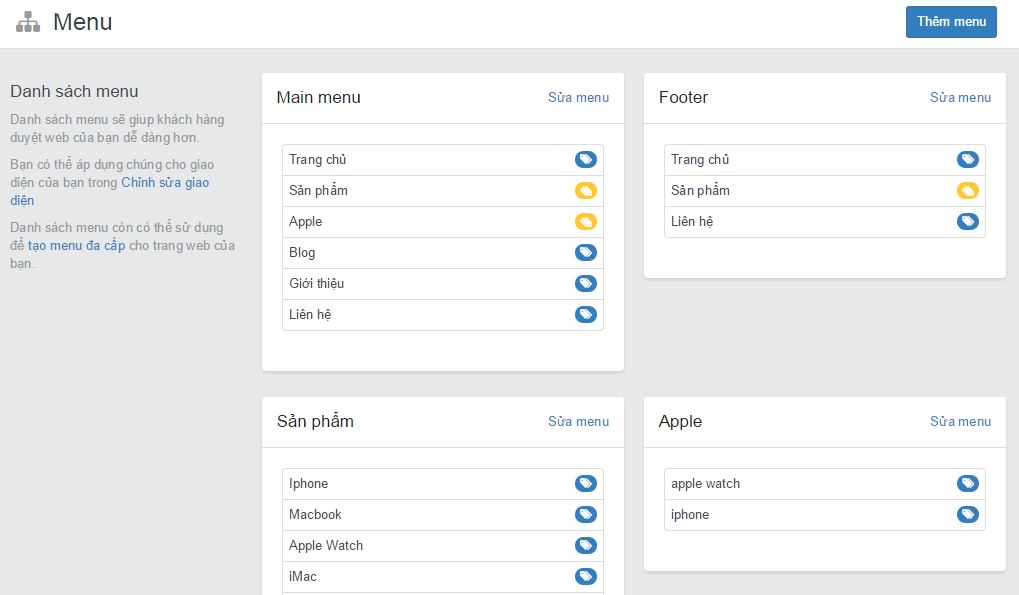 Menu
Thêm menu
Danh sách menu
Danh sách menu sẽ giup khách hàng
duyệt web của bạn dễ dàng hơn.
Bạn có thể áp dụng chúng cho giao
diện của bạn trong Chỉnh sửa giao
diện
Danh sách menu còn có thể sử dụng
để tạo menu đa cấp cho trang web của
bạn.
Main menu
Sửa menu
Trang chủ
Sản phẩm
Apple
Blog
Giới thiệu
Liên hệ
Footer
Sửa menu
Trang chủ
Sản phẩm
Liên hệ
Sản phẩm
Sửa menu
Iphone
Macbook
Apple Watch
iMac
Apple
Sửa menu
apple watch
iphone